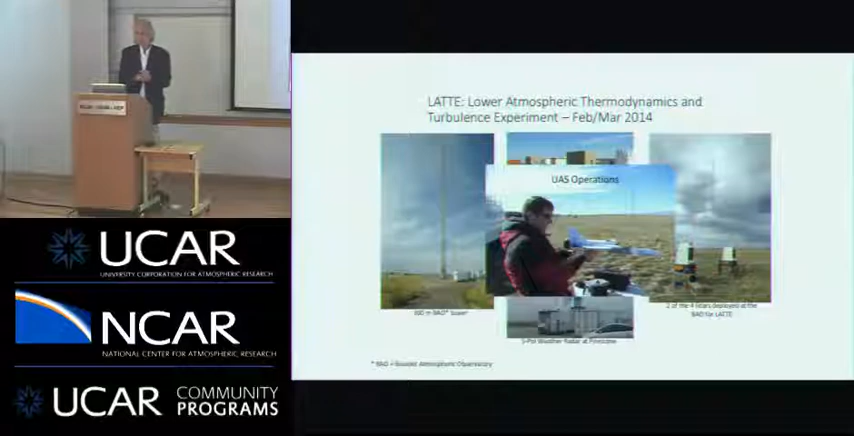 LATTE: Lower Atmospheric Thermodynamics and
Turbulence Experiment – Feb/Mar 2014
UAS Operations
300 m BAO* tower
2 of the 4 lidars deployed at the
BAO for LATTE
S-Pol Weather Radar at Firestone
* BAO = Boulder Atmospheric Observatory
UCAR
UNIVERSITY CORPORATION FOR ATMOSPHERIC RESEARCH
NCAR
NATIONAL CENTER FOR ATMOSPHERIC RESEARCH
UCAR COMMUNITY
PROGRAMS